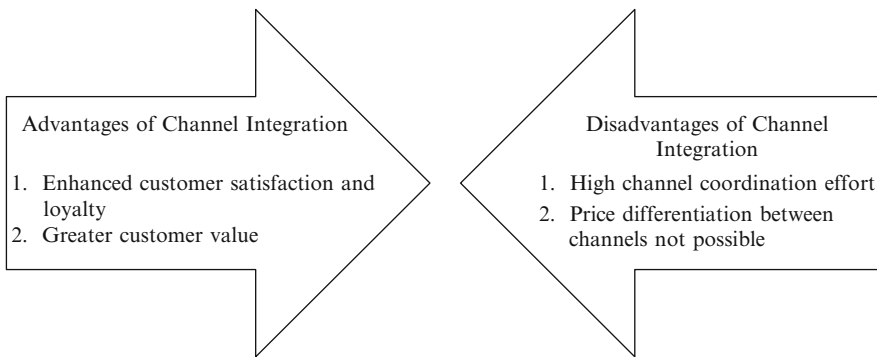 Advantages of Channel Integration
1. Enhanced customer satisfaction and
loyalty
2. Greater customer value
Disadvantages of Channel
Integration
1. High channel coordination effort
2. Price differentiation between
channels not possible